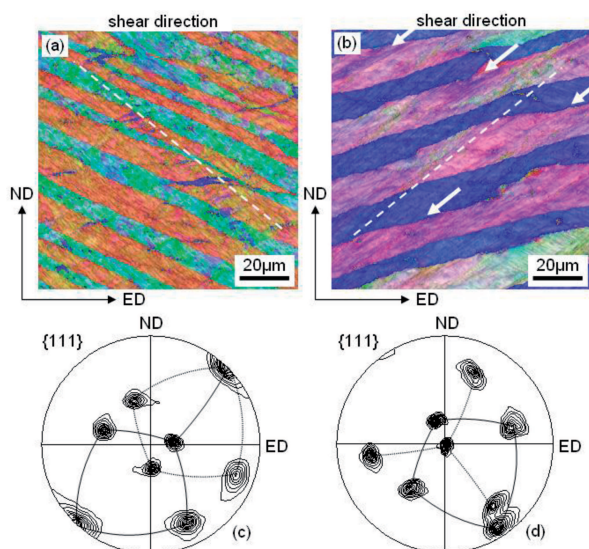 shear direction
(a)
ND
20μm
ED
shear direction
(b)
ND
20μm
ED
{111}
ND
ED
(c)
{111}
ND
ED
(d)